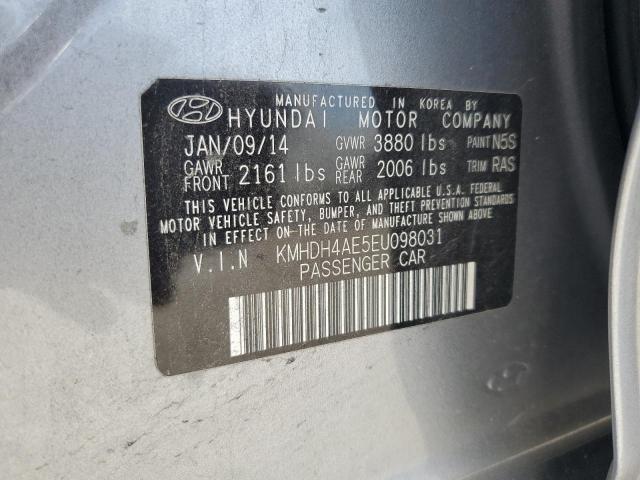 MANUFACTURED IN KOREA BY
HYUNDAI MOTOR COMPANY
JAN/09/14 GVWR 3880 lbs PAINT N5S
GAWR FRONT 2161 lbs GAWR REAR 2006 lbs TRIM RAS
THIS VEHICLE CONFORMS TO ALL APPLICABLE U.S.A. FEDERAL
MOTOR VEHICLE SAFETY, BUMPER, AND THEFT PREVENTION STANDARDS
IN EFFECT ON THE DATE OF MANUFACTURE SHOWN ABOVE.
V.I.N KMHDH4AE5EU098031
PASSENGER CAR